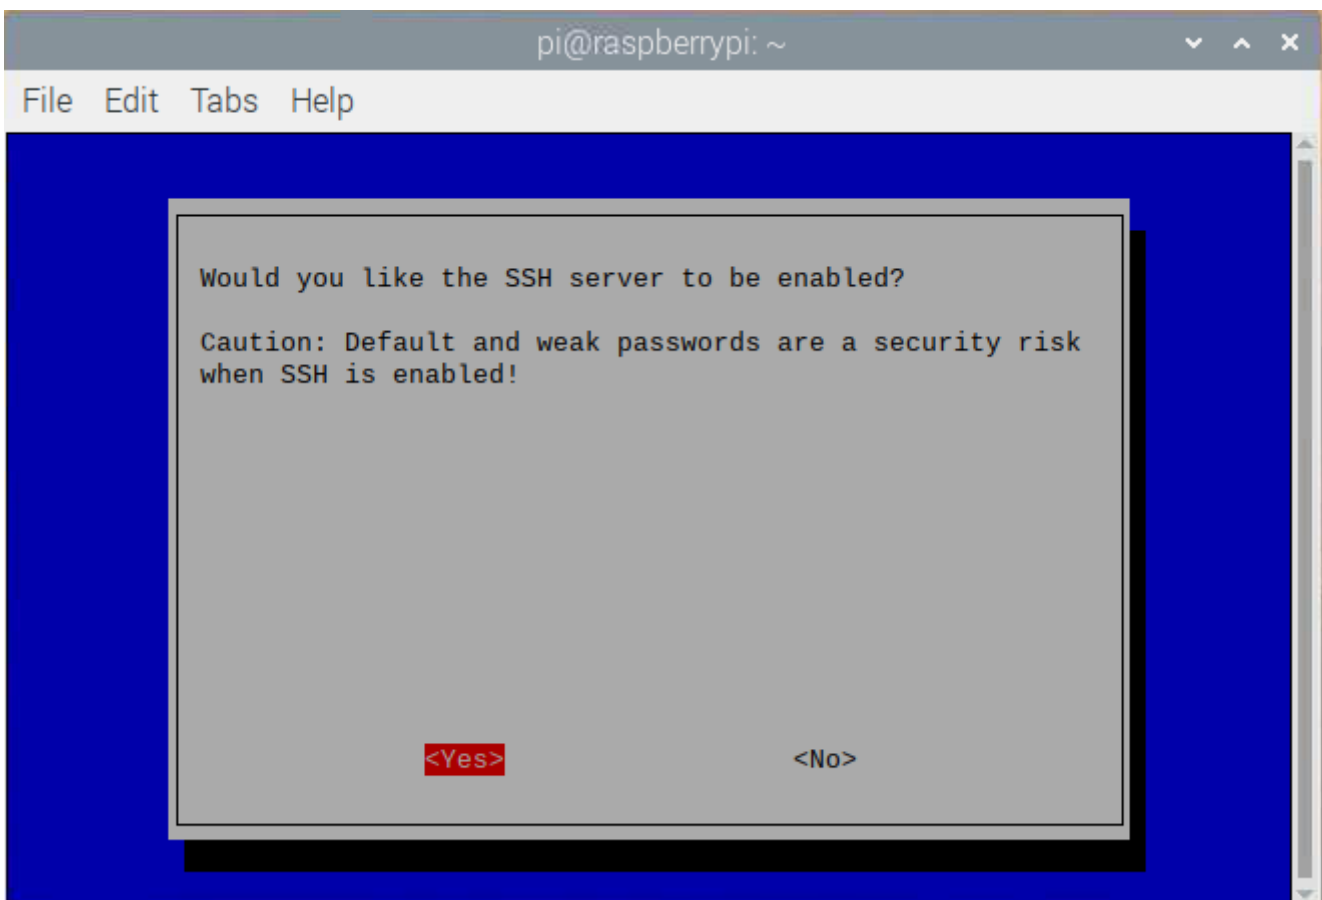 pi@raspberrypi: ~
File Edit Tabs Help
Would you like the SSH server to be enabled?
Caution: Default and weak passwords are a security risk
when SSH is enabled!
<Yes> <No>